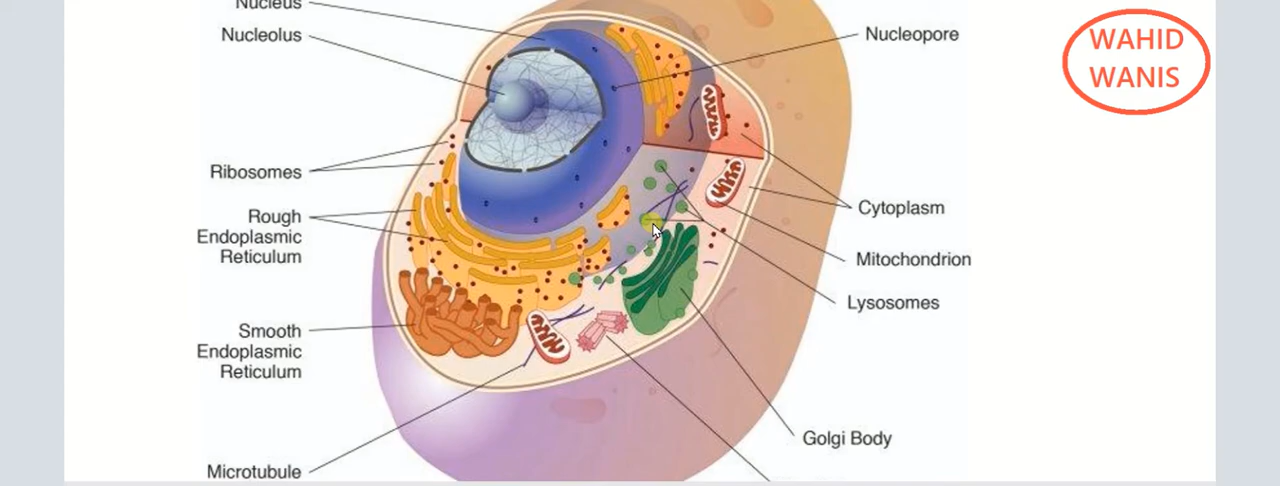 Nucleus
Nucleolus
Ribosomes
Rough
Endoplasmic
Reticulum
Smooth
Endoplasmic
Reticulum
Microtubule
Nucleopore
Cytoplasm
Mitochondrion
Lysosomes
Golgi Body
WAHID
WANIS